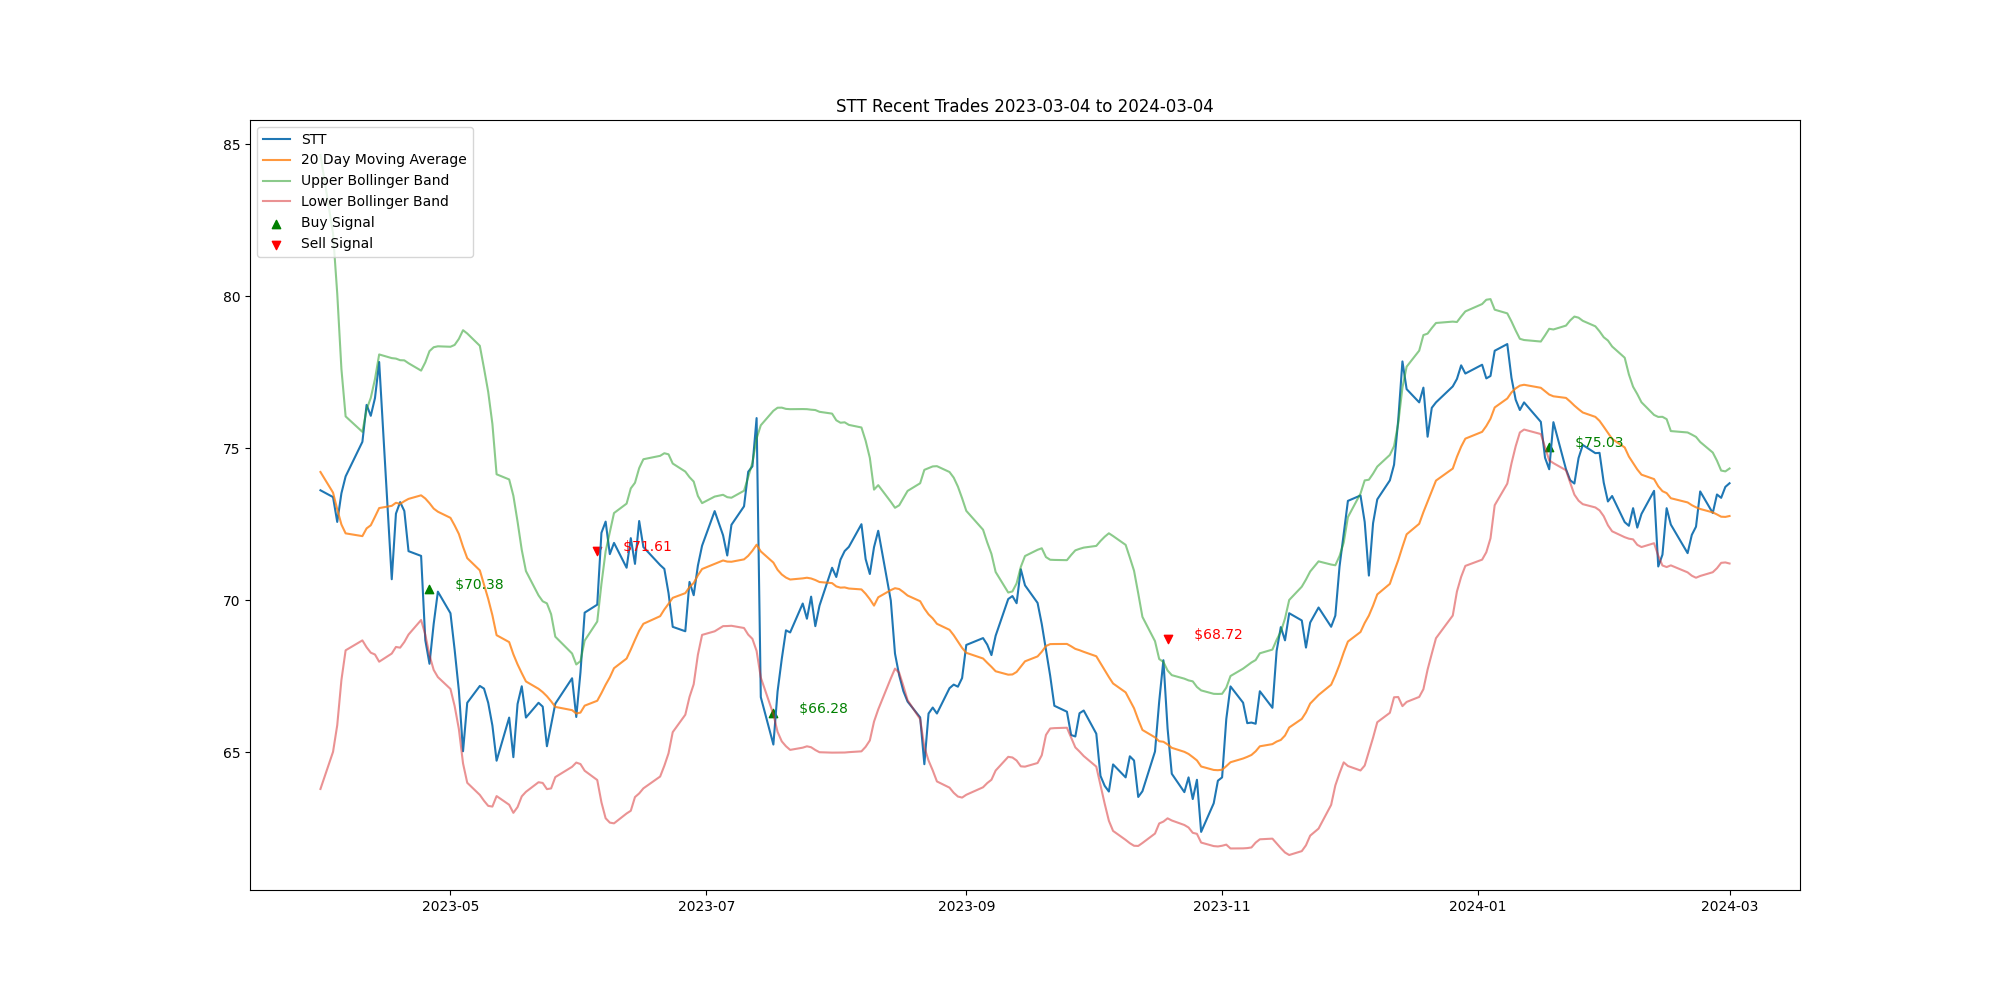 STT Recent Trades 2023-03-04 to 2024-03-04
STT
20 Day Moving Average
Upper Bollinger Band
Lower Bollinger Band
Buy Signal
Sell Signal
85
80
75
70
65
$70.38
$71.61
$66.28
$68.72
$75.03
2023-05
2023-07
2023-09
2023-11
2024-01
2024-03